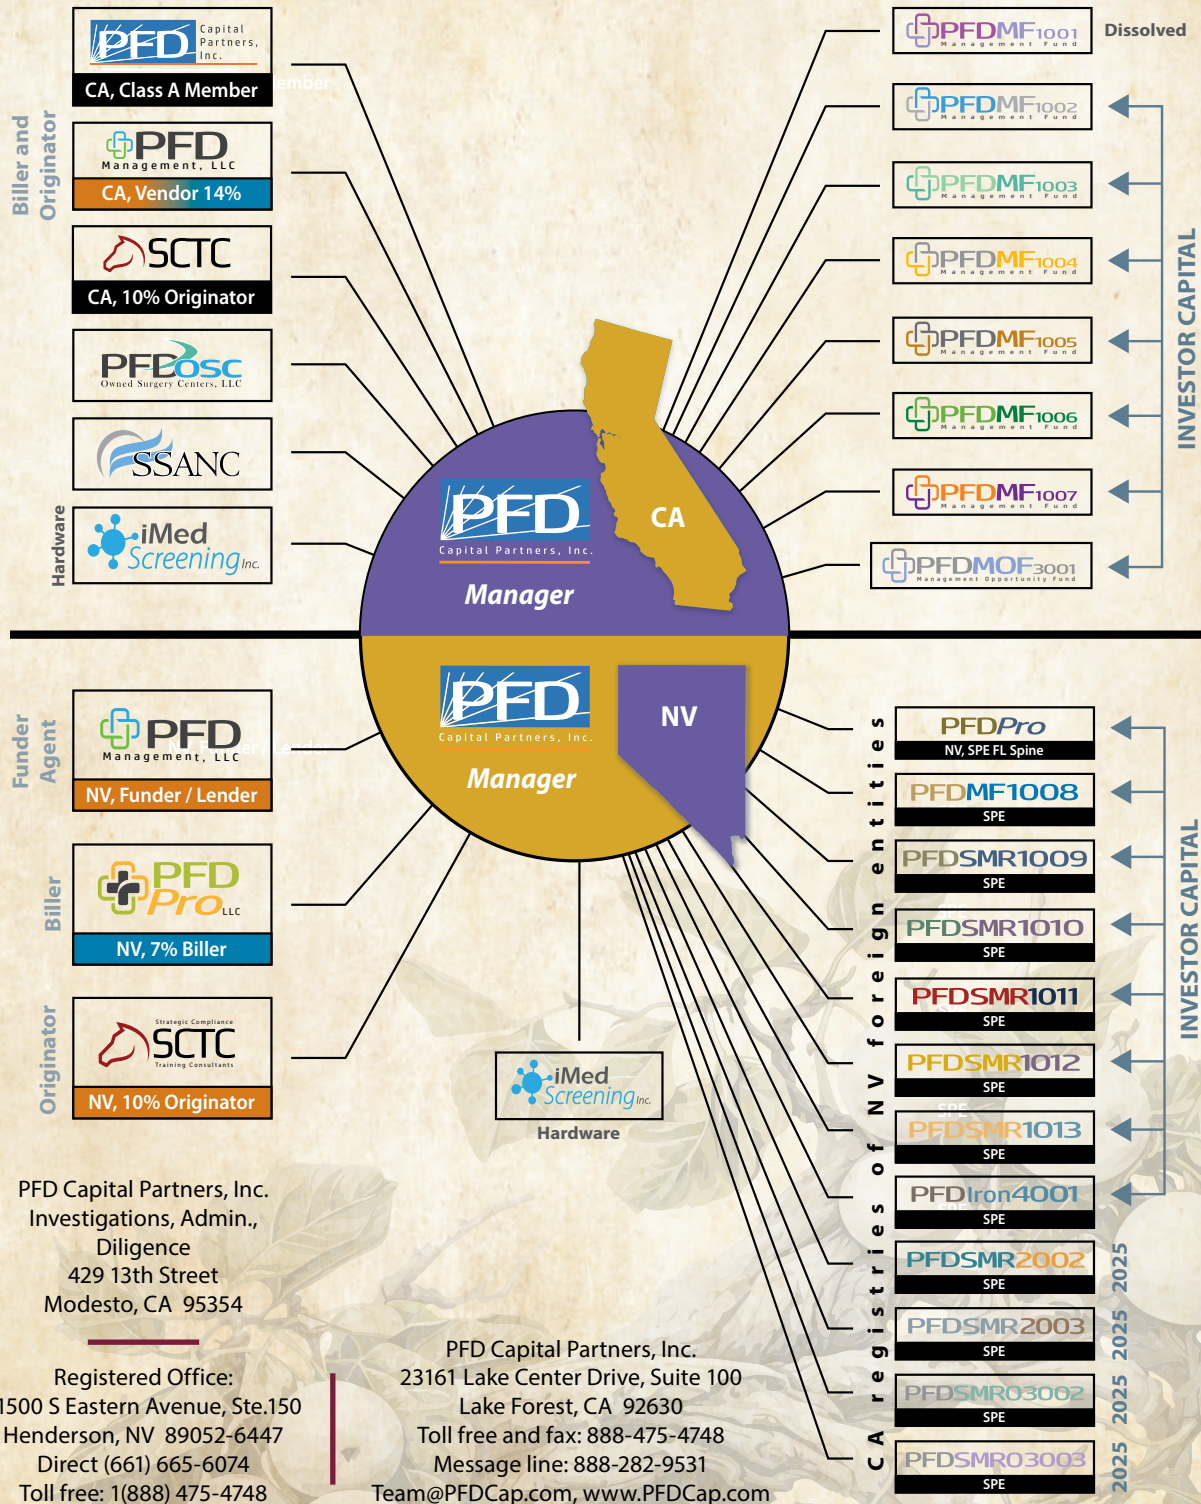 PFD
Capital
Partners,
Inc.
CA, Class A Member
Member
Biller and
Originator
PFD
Management, LLC
CA, Vendor 14%
SCTC
CA, 10% Originator
PFDOSC
Owned Surgery Centers, LLC
SSANC
Hardware
iMed
Screening Inc.
PFDMF1001
Management Fund
Dissolved
PFDMF1002
Management Fund
PFDMF1003
Management Fund
PFDMF1004
Management Fund
PFDMF1005
Management Fund
PFDMF1006
Management Fund
PFDMF1007
Management Fund
PFDMOF3001
Management Opportunity Fund
INVESTOR CAPITAL
PFD
Capital Partners, Inc.
Manager
CA
PFD
Capital Partners, Inc.
Manager
NV
Funder
Agent
PFD
Management, LLC
NV, Funder / Lender
NV, Funder / Lender
Biller
PFD
Pro LLC
NV, 7% Biller
Originator
Strategic Compliance
SCTC
Training Consultants
NV, 10% Originator
iMed
Screening Inc.
Hardware
CA registries of NV foreign entities
PFDPro
NV, SPE FL Spine
PFDMF1008
SPE
PFDSMR1009
SPE
SPE
PFDSMR1010
SPE
SPE
PFDSMR1011
SPE
PFDSMR1012
SPE
SPE
PFDSMR1013
SPE
SPE
PFDIron4001
SPE
PFDSMR2002
SPE
2025
PFDSMR2003
SPE
2025
PFDSMRO3002
SPE
2025
PFDSMRO3003
SPE
2025
INVESTOR CAPITAL
PFD Capital Partners, Inc.
Investigations, Admin.,
Diligence
429 13th Street
Modesto, CA 95354
Registered Office:
1500 S Eastern Avenue, Ste.150
Henderson, NV 89052-6447
Direct (661) 665-6074
Toll free: 1(888) 475-4748
PFD Capital Partners, Inc.
23161 Lake Center Drive, Suite 100
Lake Forest, CA 92630
Toll free and fax: 888-475-4748
Message line: 888-282-9531
Team@PFDCap.com, www.PFDCap.com